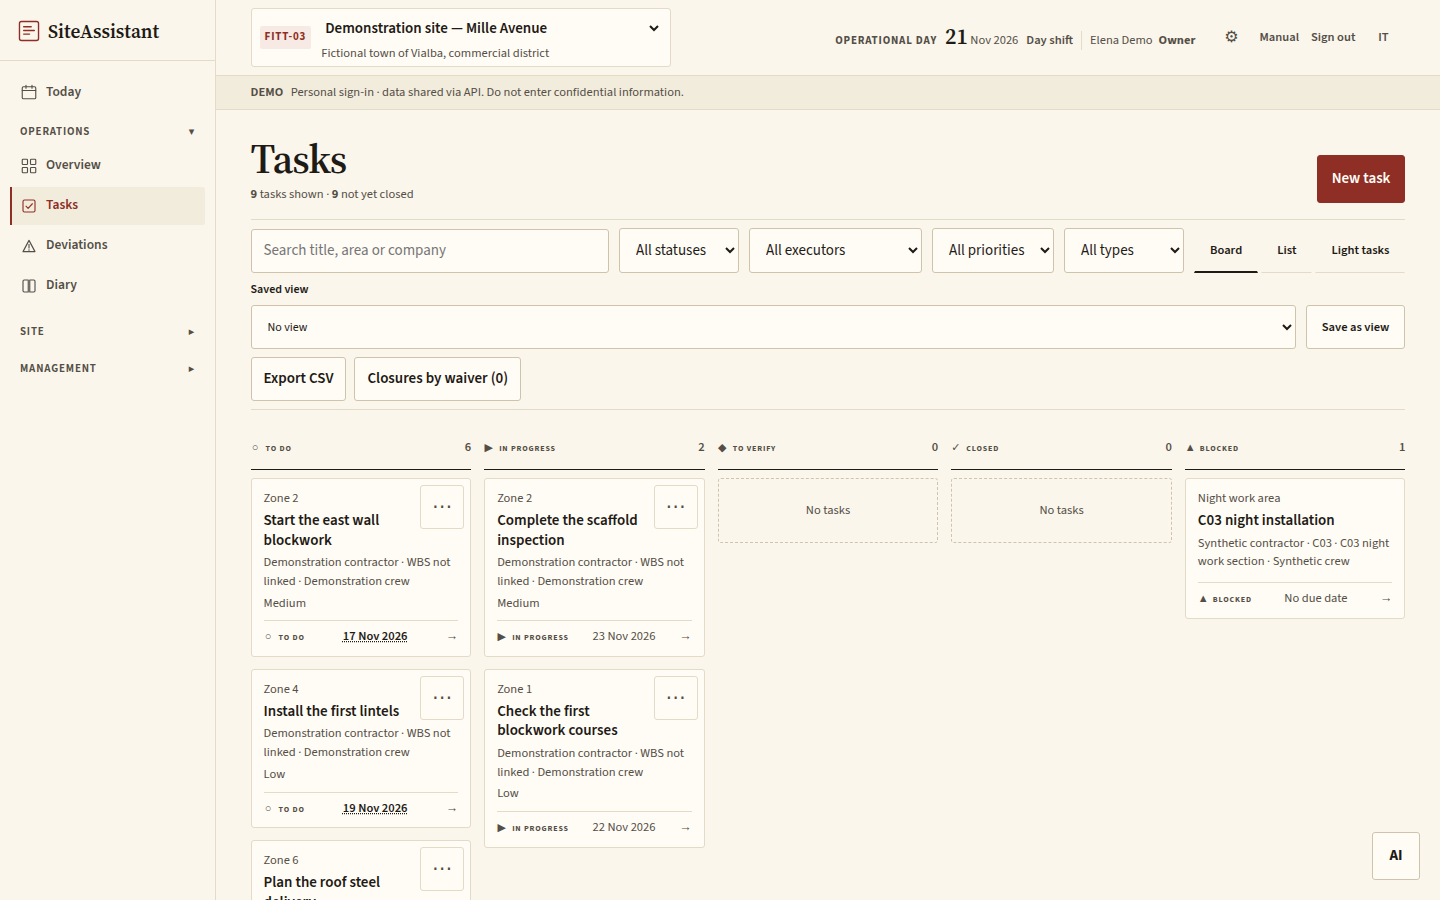 SiteAssistant
FITT-03
Demonstration site — Mille Avenue
Fictional town of Vialba, commercial district
OPERATIONAL DAY 21 Nov 2026 Day shift
Elena Demo Owner
⚙
Manual
Sign out
IT
DEMO Personal sign-in · data shared via API. Do not enter confidential information.
Today
OPERATIONS ▾
Overview
Tasks
Deviations
Diary
SITE ▸
MANAGEMENT ▸
Tasks
9 tasks shown · 9 not yet closed
New task
Search title, area or company
All statuses
All executors
All priorities
All types
Board
List
Light tasks
Saved view
No view
Save as view
Export CSV
Closures by waiver (0)
○ TO DO 6
Zone 2
···
Start the east wall
blockwork
Demonstration contractor · WBS not
linked · Demonstration crew
Medium
○ TO DO 17 Nov 2026 →
Zone 4
···
Install the first lintels
Demonstration contractor · WBS not
linked · Demonstration crew
Low
○ TO DO 19 Nov 2026 →
Zone 6
···
Plan the roof steel
delivery
▶ IN PROGRESS 2
Zone 2
···
Complete the scaffold
inspection
Demonstration contractor · WBS not
linked · Demonstration crew
Medium
▶ IN PROGRESS 23 Nov 2026 →
Zone 1
···
Check the first
blockwork courses
Demonstration contractor · WBS not
linked · Demonstration crew
Low
▶ IN PROGRESS 22 Nov 2026 →
◆ TO VERIFY 0
No tasks
✓ CLOSED 0
No tasks
▲ BLOCKED 1
Night work area
C03 night installation
Synthetic contractor · C03 · C03 night
work section · Synthetic crew
▲ BLOCKED No due date →
AI